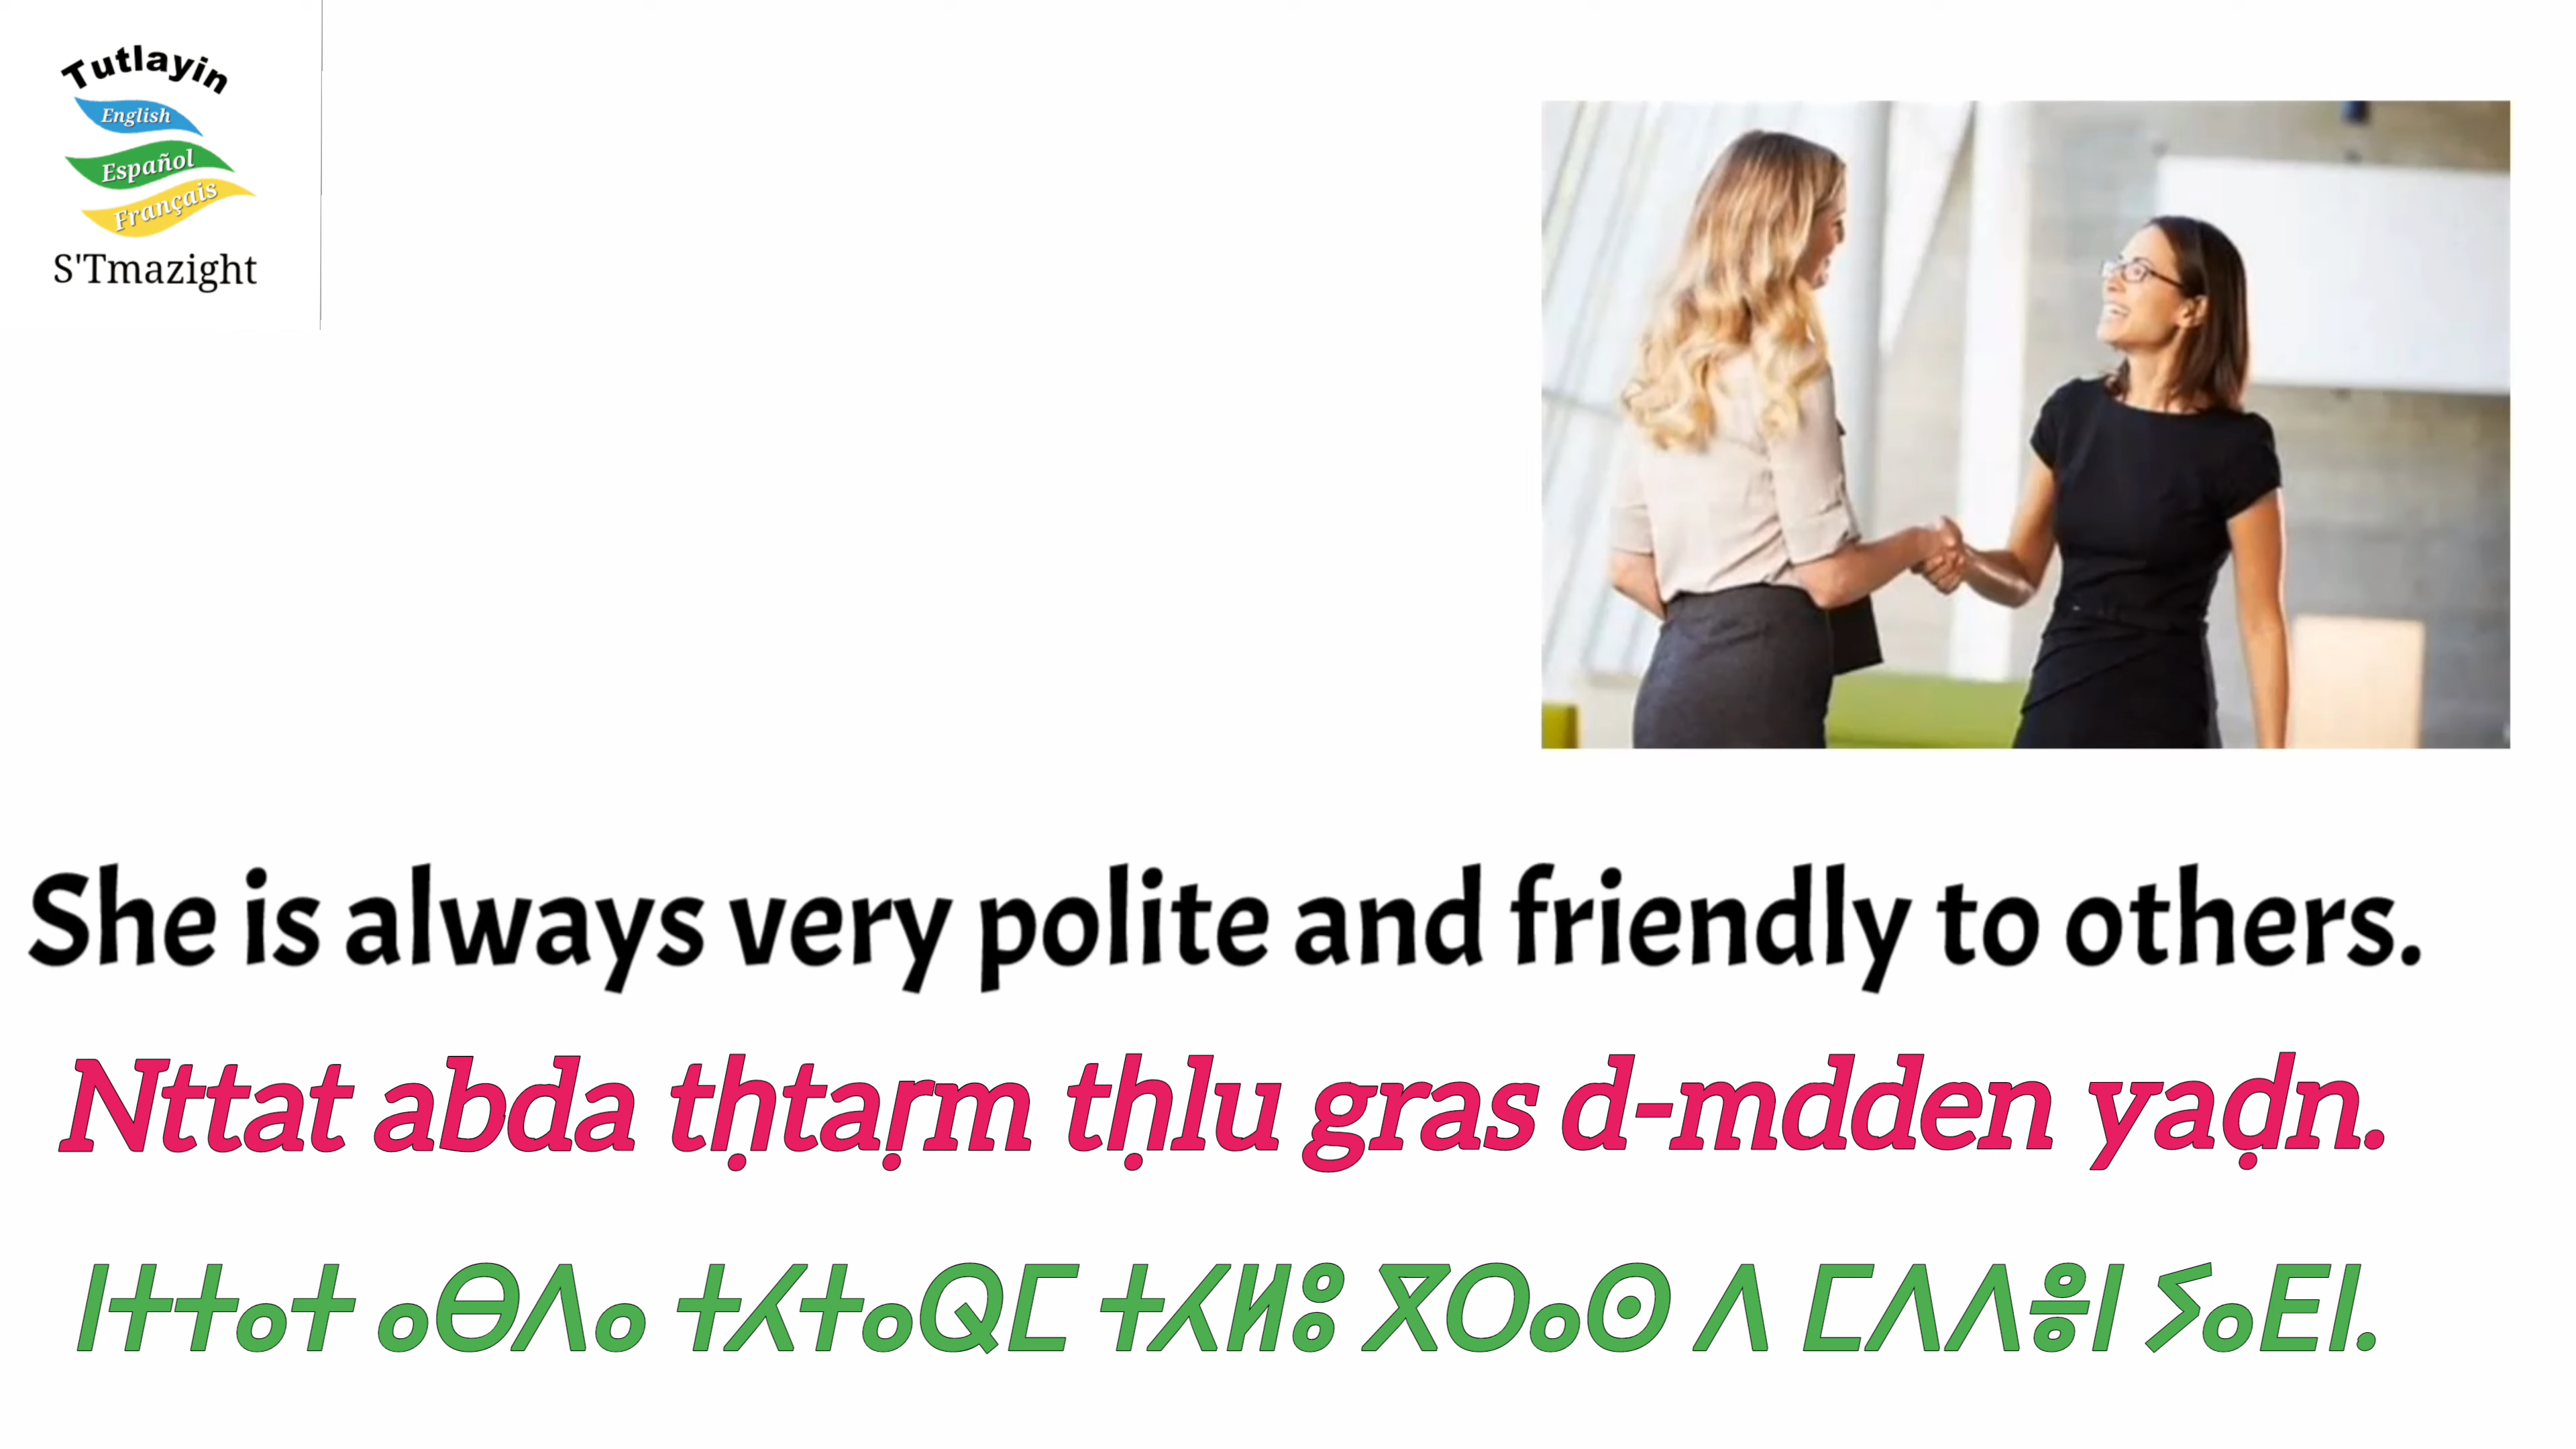 Tutlayin
English
Español
Français
S'Tmazight
She is always very polite and friendly to others.
Nttat abda tḥtaṛm tḥlu gras d-mdden yaḍn.
ⵏⵜⵜⴰⵜ ⴰⴱⴷⴰ ⵜⵃⵜⴰⵕⵎ ⵜⵃⵍⵓ ⴳⵔⴰⵙ ⴷ ⵎⴷⴷⴻⵏ ⵢⴰⴹⵏ.